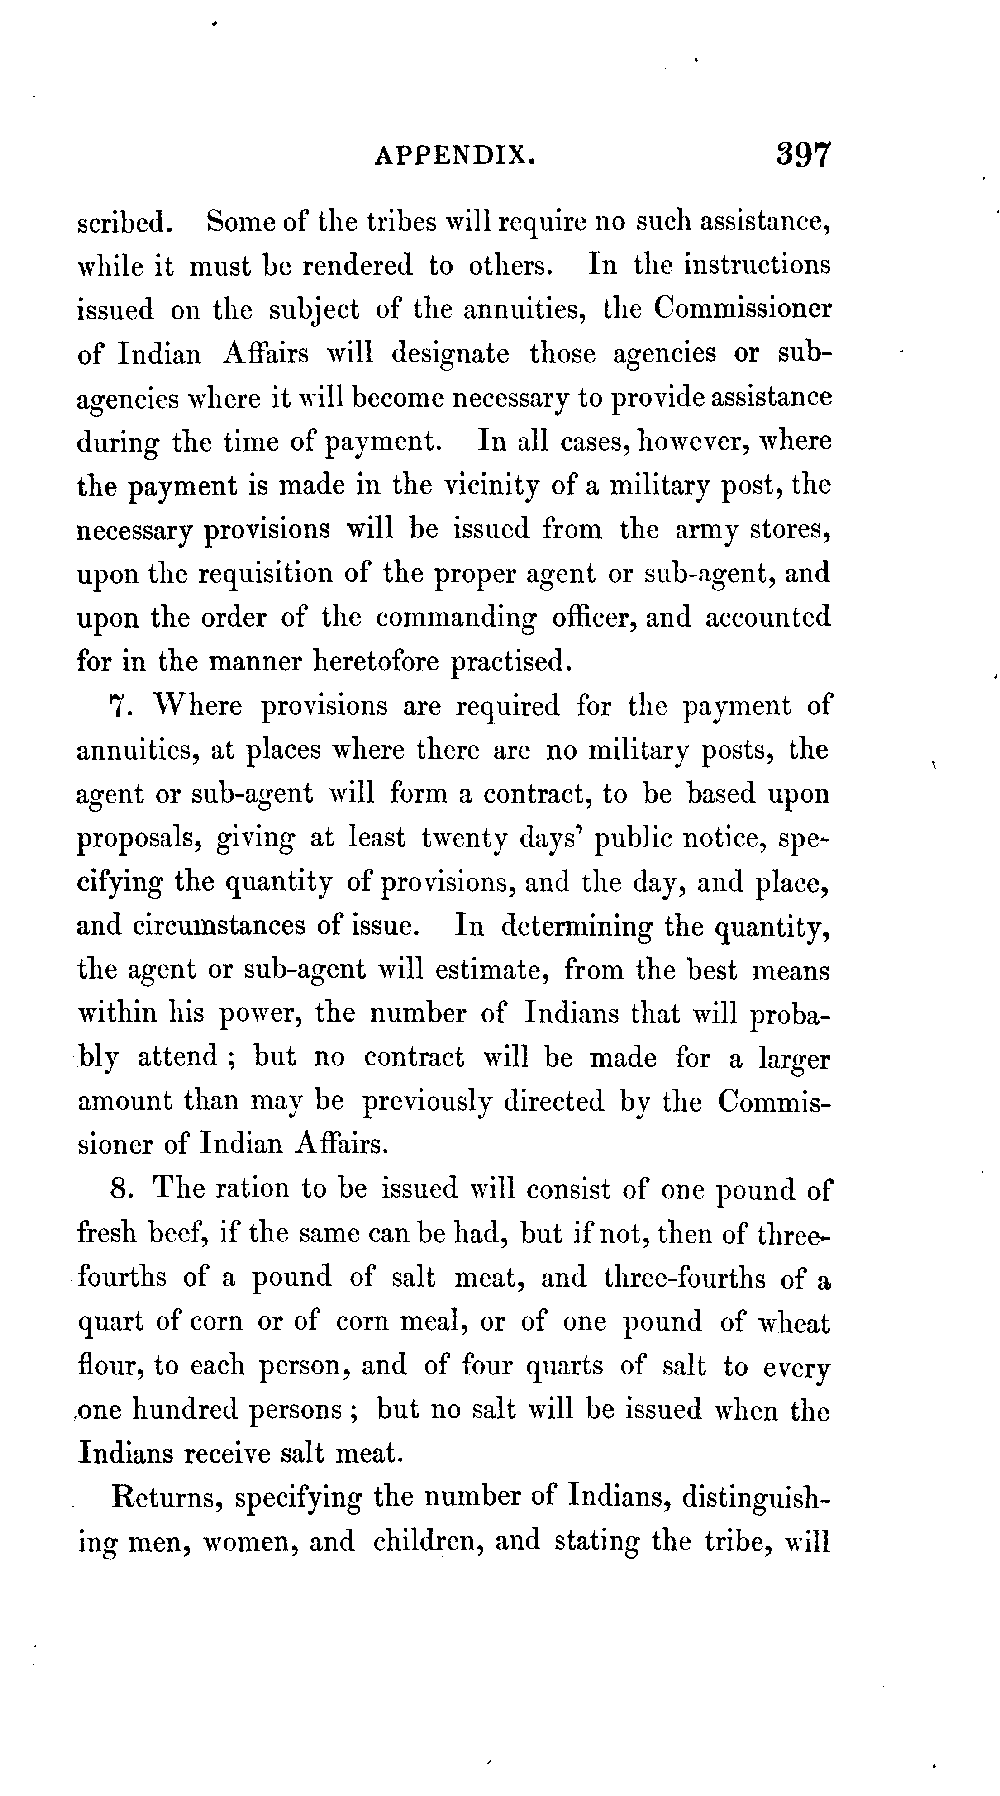 APPENDIX. 397
scribed. Some of the tribes will require no such assistance,
while it must be rendered to others. In the instructions
issued on the subject of the annuities, the Commissioner
of Indian Affairs will designate those agencies or sub-
agencies where it will become necessary to provide assistance
during the time of payment. In all cases, however, where
the payment is made in the vicinity of a military post, the
necessary provisions will be issued from the army stores,
upon the requisition of the proper agent or sub-agent, and
upon the order of the commanding officer, and accounted
for in the manner heretofore practised.
7. Where provisions are required for the payment of
annuities, at places where there are no military posts, the
agent or sub-agent will form a contract, to be based upon
proposals, giving at least twenty days' public notice, spe-
cifying the quantity of provisions, and the day, and place,
and circumstances of issue. In determining the quantity,
the agent or sub-agent will estimate, from the best means
within his power, the number of Indians that will proba-
bly attend ; but no contract will be made for a larger
amount than may be previously directed by the Commis-
sioner of Indian Affairs.
8. The ration to be issued will consist of one pound of
fresh beef, if the same can be had, but if not, then of three-
fourths of a pound of salt meat, and three-fourths of a
quart of corn or of corn meal, or of one pound of wheat
flour, to each person, and of four quarts of salt to every
one hundred persons ; but no salt will be issued when the
Indians receive salt meat.
Returns, specifying the number of Indians, distinguish-
ing men, women, and children, and stating the tribe, will